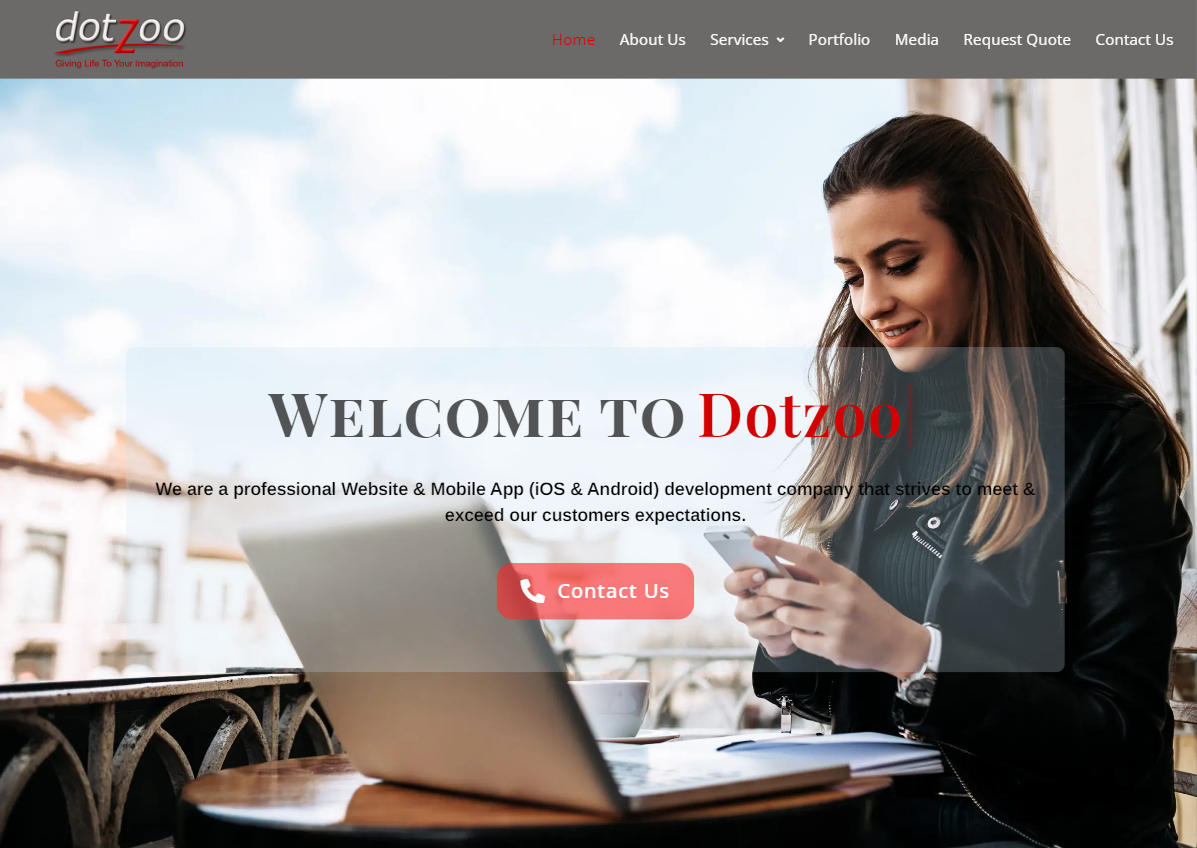 dotzoo
Giving Life To Your Imagination
Home About Us Services Portfolio Media Request Quote Contact Us
Welcome to Dotzoo
We are a professional Website & Mobile App (iOS & Android) development company that strives to meet &
exceed our customers expectations.
Contact Us